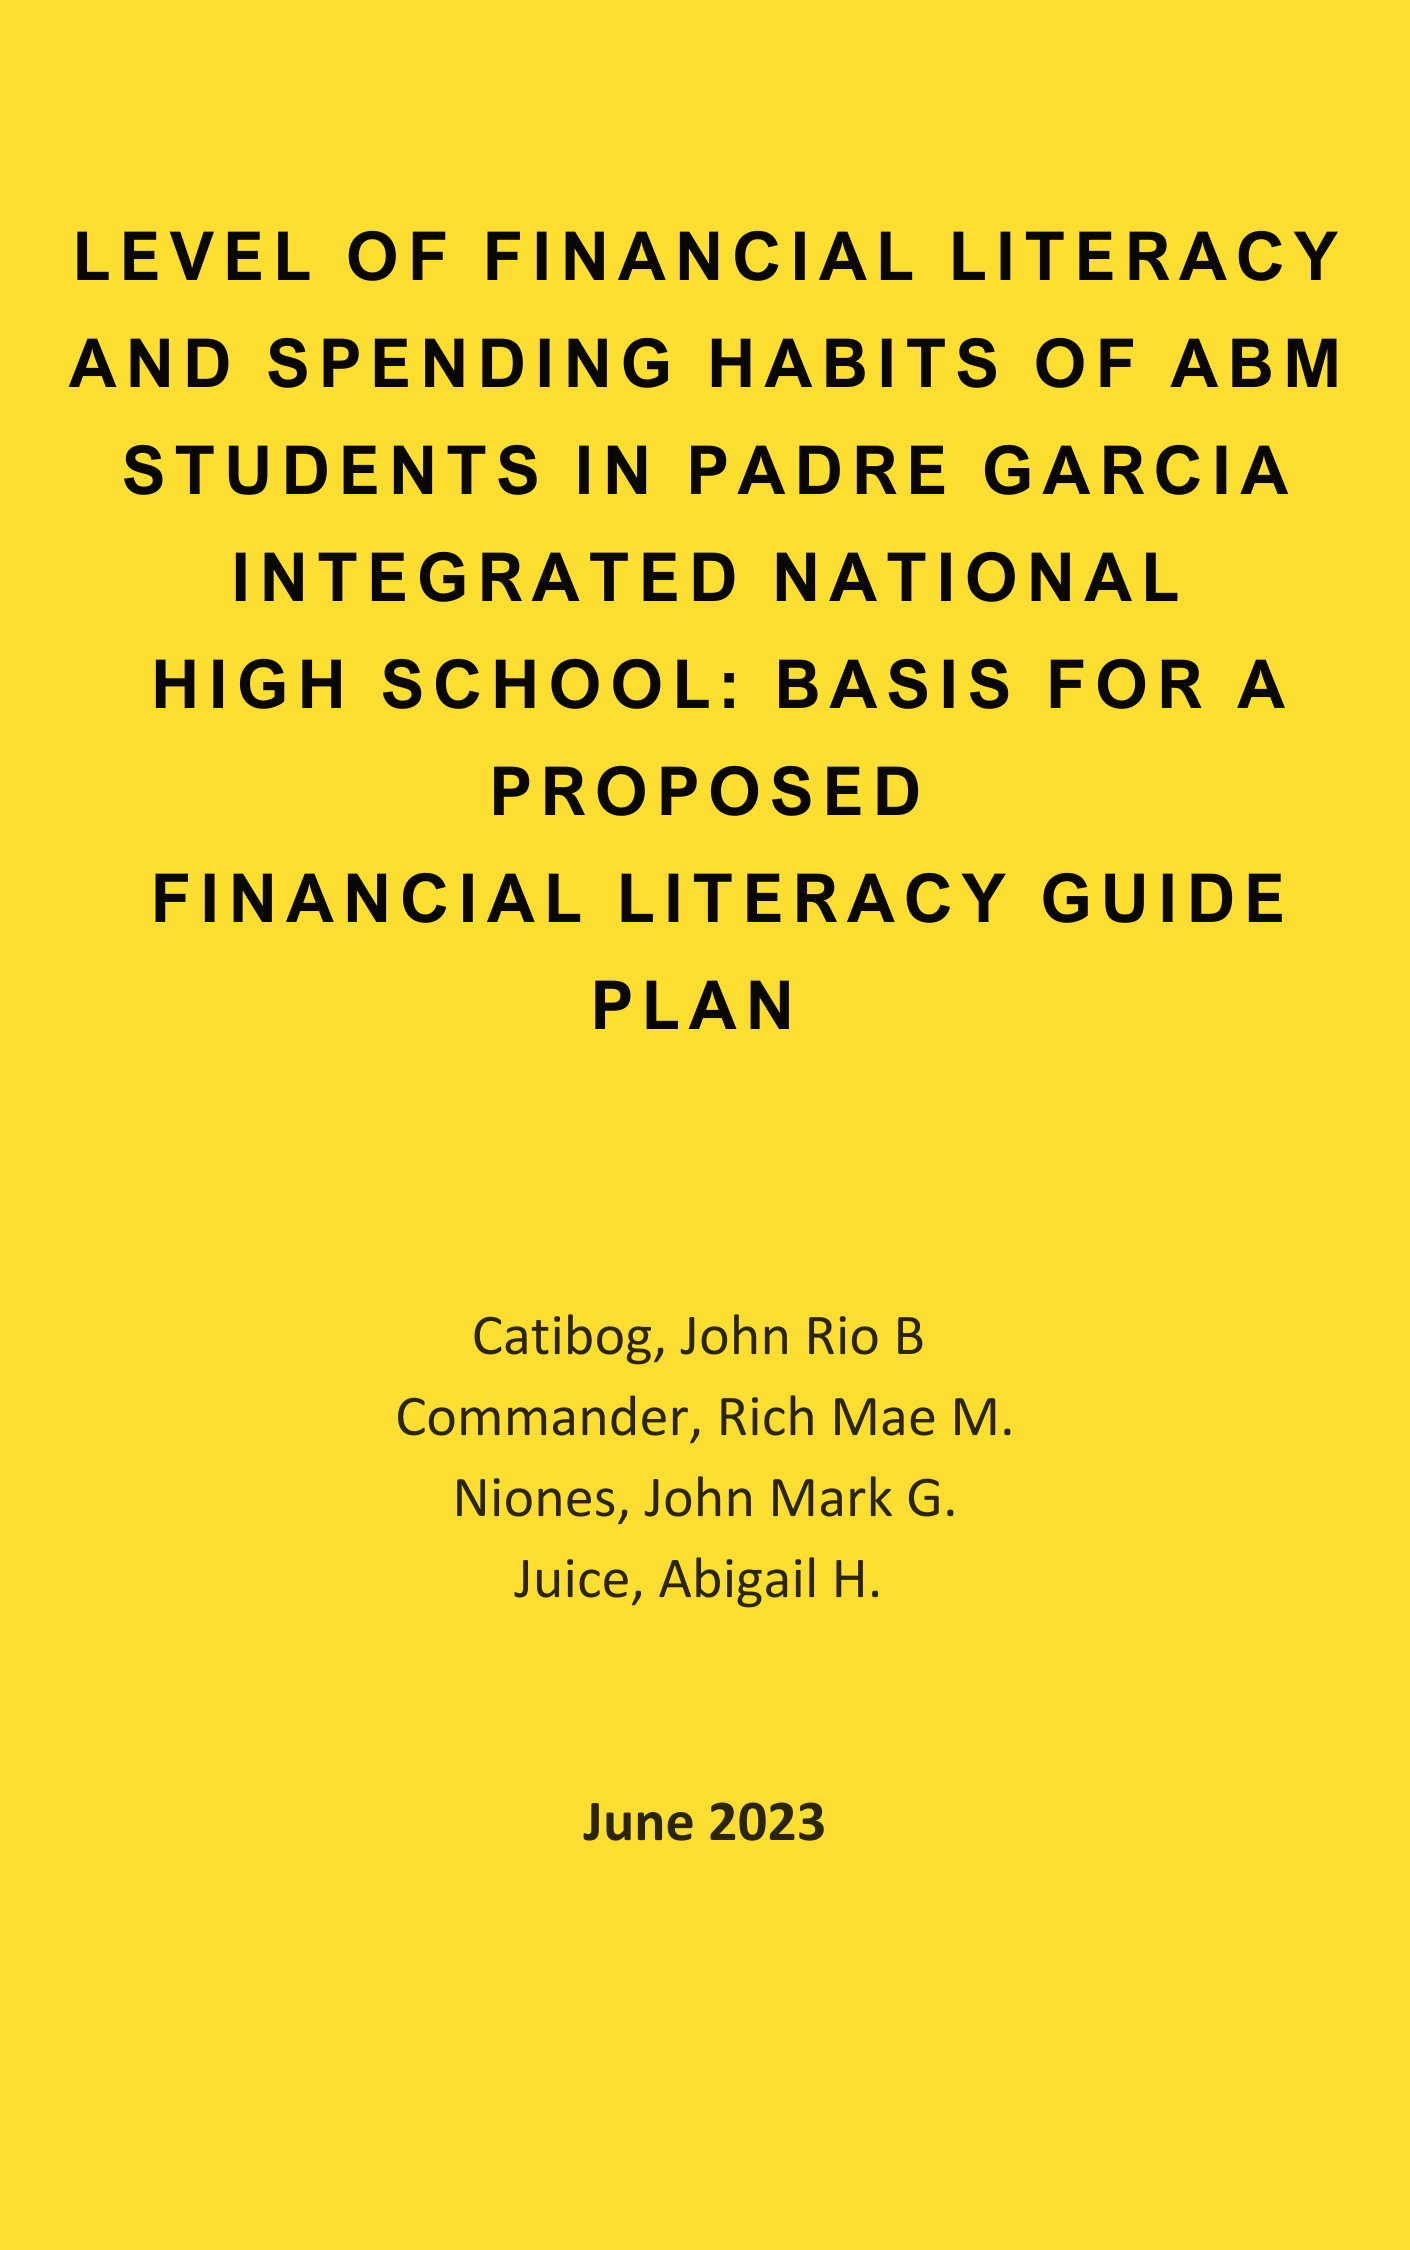 LEVEL OF FINANCIAL LITERACY
AND SPENDING HABITS OF ABM
STUDENTS IN PADRE GARCIA
INTEGRATED NATIONAL
HIGH SCHOOL: BASIS FOR A
PROPOSED
FINANCIAL LITERACY GUIDE
PLAN
Catibog, John Rio B
Commander, Rich Mae M.
Niones, John Mark G.
Juice, Abigail H.
June 2023